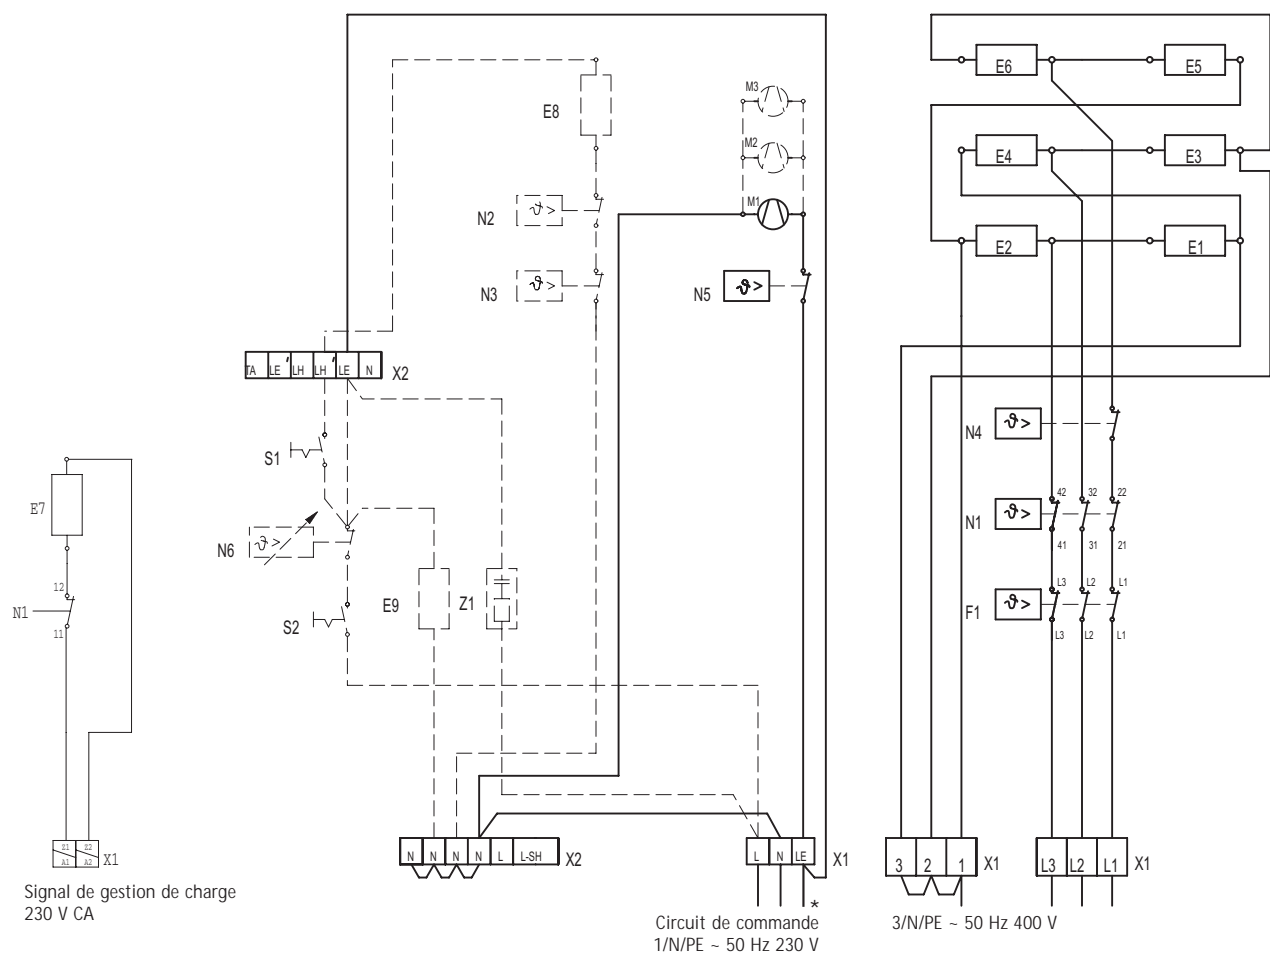 E6
E5
M3
E8
M2
E4
E3
M1
N2
E2
E1
N3
N5
TA LE' LH LH' LE N X2
N4
S1
42 32 22
E7
N1
N6
41 31 21
12
L3 L2 L1
E9
Z1
F1
N1
S2
11
L3 L2 L1
Z1 Z2
A1 A2
X1
N N N N L L-SH X2
L N LE X1
3 2 1 X1
L3 L2 L1 X1
Signal de gestion de charge
230 V CA
*
Circuit de commande
1/N/PE ~ 50 Hz 230 V
3/N/PE ~ 50 Hz 400 V
ϑ>
ϑ>
ϑ>
ϑ>
ϑ>
ϑ>
ϑ>